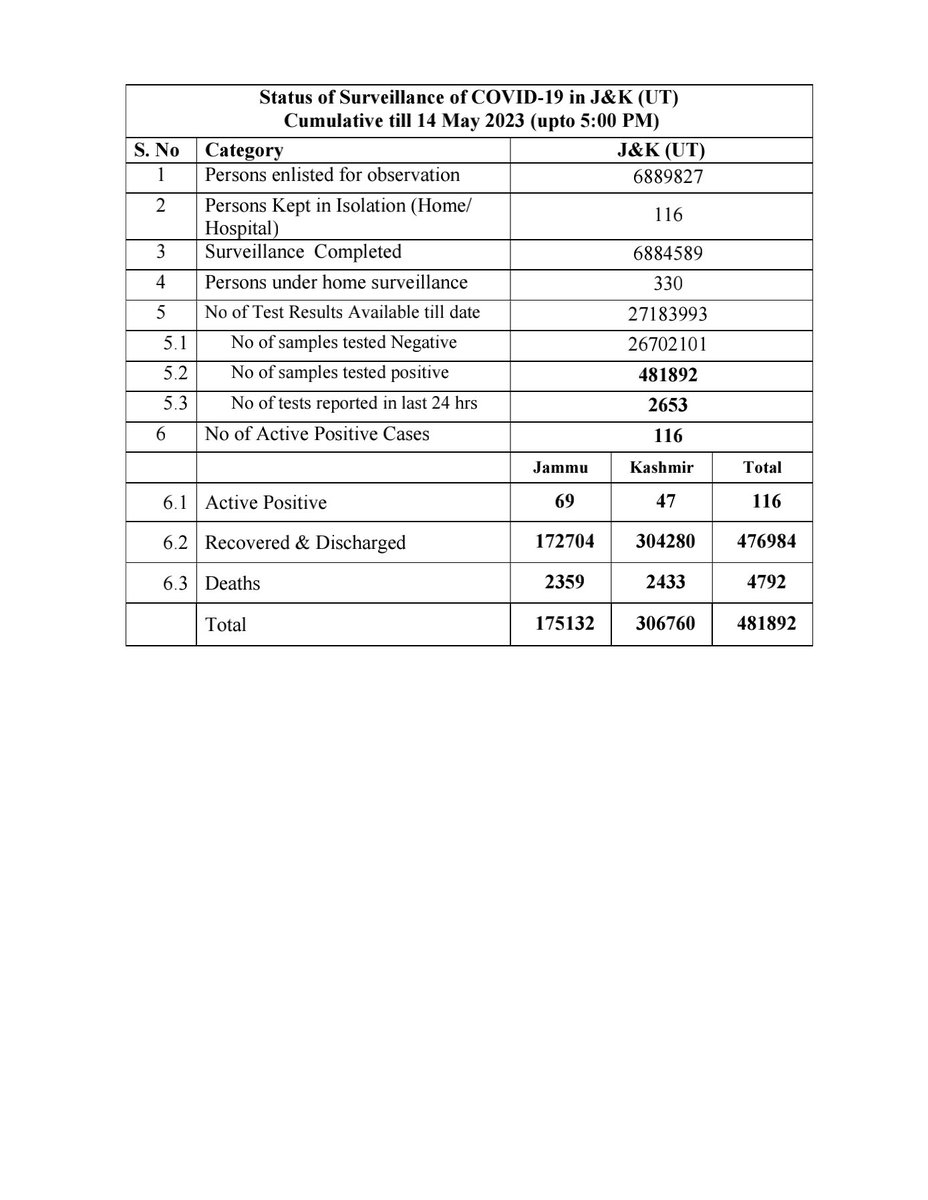 Status of Surveillance of COVID-19 in J&K (UT)
Cumulative till 14 May 2023 (upto 5:00 PM)
S. No Category J&K (UT)
1 Persons enlisted for observation 6889827
2 Persons Kept in Isolation (Home/
Hospital) 116
3 Surveillance Completed 6884589
4 Persons under home surveillance 330
5 No of Test Results Available till date 27183993
5.1 No of samples tested Negative 26702101
5.2 No of samples tested positive 481892
5.3 No of tests reported in last 24 hrs 2653
6 No of Active Positive Cases 116
Jammu Kashmir Total
6.1 Active Positive 69 47 116
6.2 Recovered & Discharged 172704 304280 476984
6.3 Deaths 2359 2433 4792
Total 175132 306760 481892